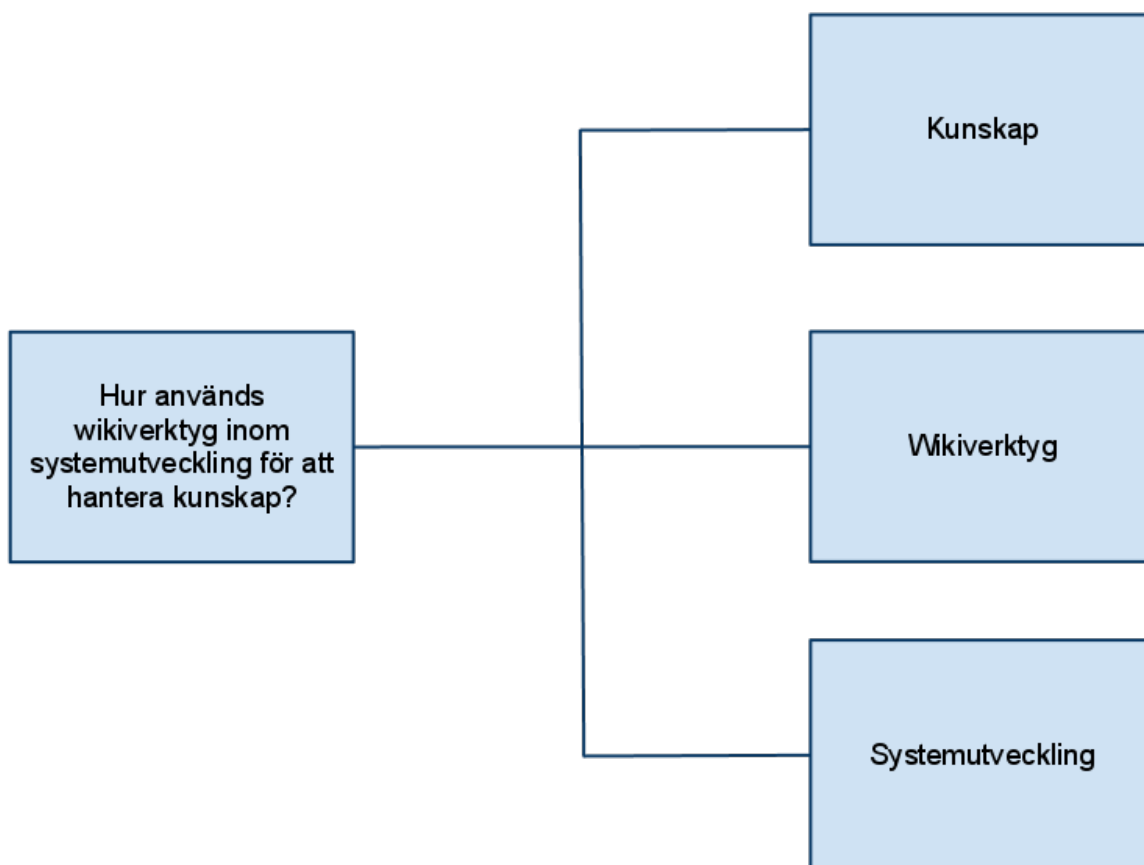 Hur används
wikiverktyg inom
systemutveckling för att
hantera kunskap?
Kunskap
Wikiverktyg
Systemutveckling